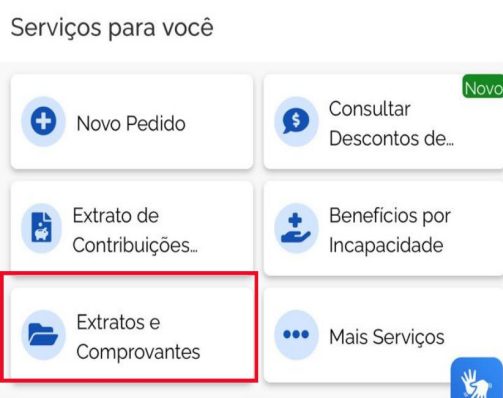 Serviços para você
Novo Pedido
Novo
Consultar
Descontos de...
Extrato de
Contribuições...
Benefícios por
Incapacidade
Extratos e
Comprovantes
Mais Serviços